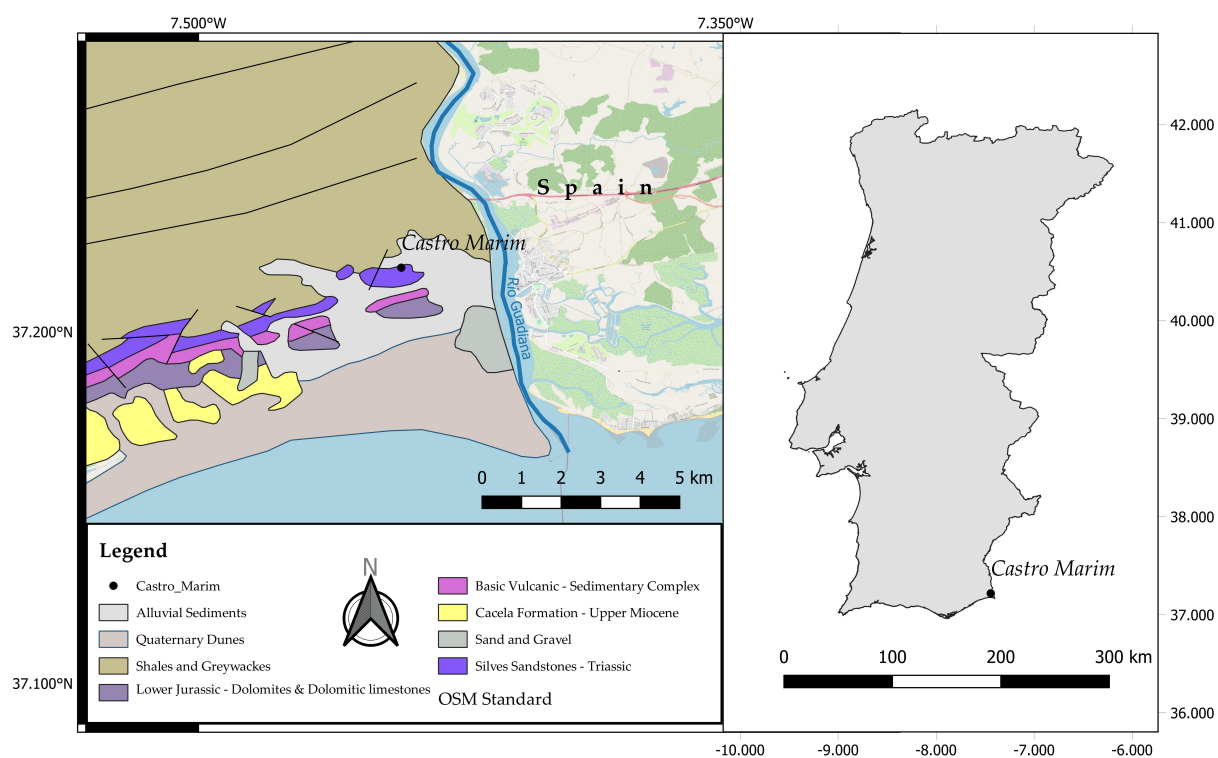 7.500°W
7.350°W
Spain
Castro Marim
37.200°N
Río Guadiana
0 1 2 3 4 5 km
Legend
Castro_Marim
Alluvial Sediments
Quaternary Dunes
Shales and Greywackes
Lower Jurassic - Dolomites & Dolomitic limestones
N
Basic Vulcanic - Sedimentary Complex
Cacela Formation - Upper Miocene
Sand and Gravel
Silves Sandstones - Triassic
OSM Standard
37.100°N
42.000
41.000
40.000
39.000
38.000
Castro Marim
37.000
0 100 200 300 km
36.000
-10.000 -9.000 -8.000 -7.000 -6.000